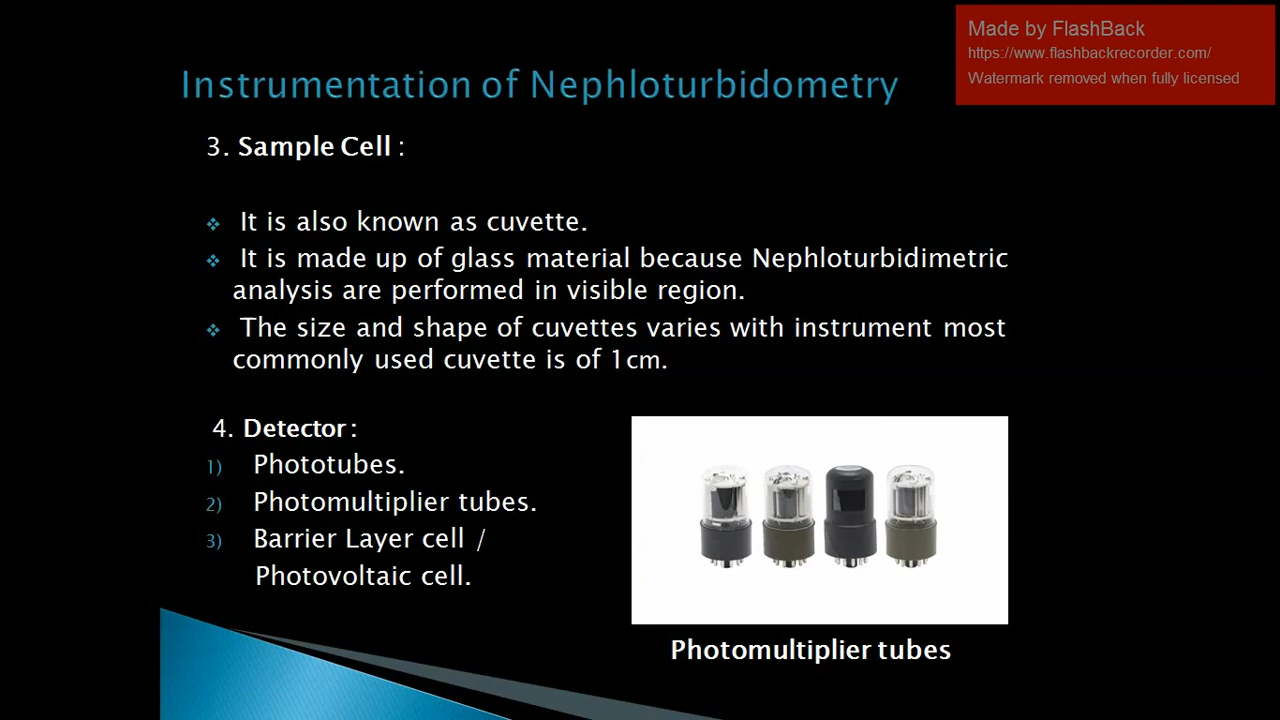 Made by FlashBack
https://www.flashbackrecorder.com/
Watermark removed when fully licensed
Instrumentation of Nephloturbidometry
3. Sample Cell :
❖ It is also known as cuvette.
❖ It is made up of glass material because Nephloturbidimetric
analysis are performed in visible region.
❖ The size and shape of cuvettes varies with instrument most
commonly used cuvette is of 1cm.
4. Detector :
1) Phototubes.
2) Photomultiplier tubes.
3) Barrier Layer cell /
Photovoltaic cell.
Photomultiplier tubes